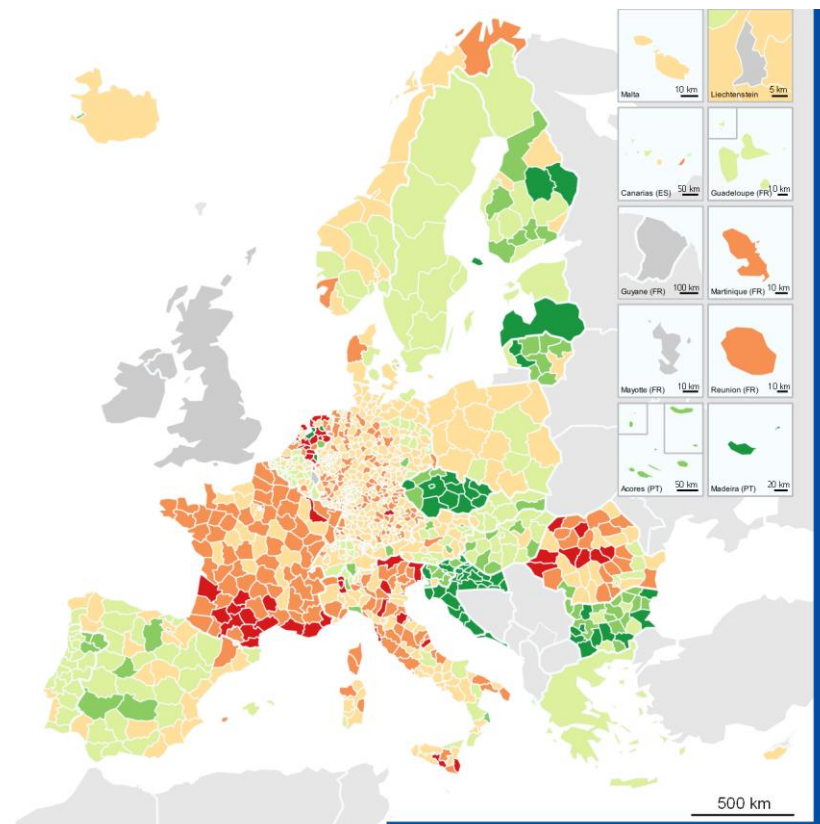 Malta
10 km
Liechtenstein
5 km
Canarias (ES)
50 km
Guadeloupe (FR)
10 km
Guyane (FR)
100 km
Martinique (FR)
10 km
Mayotte (FR)
10 km
Reunion (FR)
10 km
Acores (PT)
50 km
Madeira (PT)
20 km
500 km